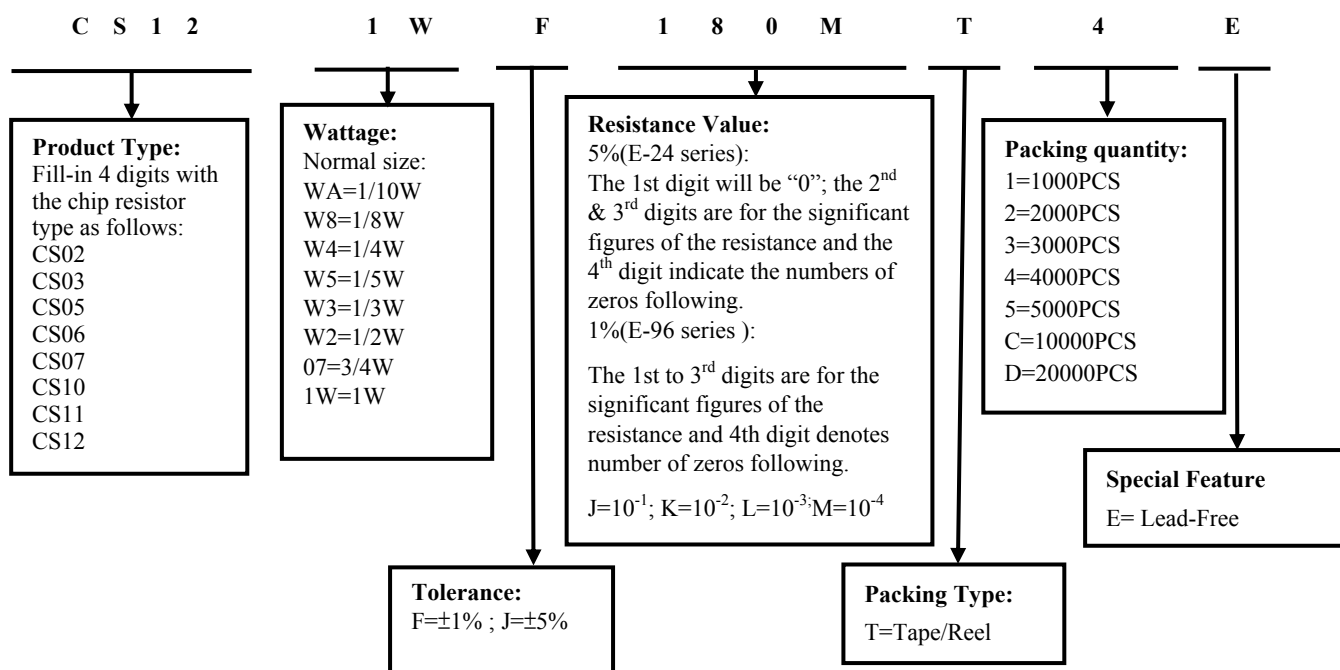 C S 1 2 1 W F 1 8 0 M T 4 E
Product Type:
Fill-in 4 digits with
the chip resistor
type as follows:
CS02
CS03
CS05
CS06
CS07
CS10
CS11
CS12
Wattage:
Normal size:
WA=1/10W
W8=1/8W
W4=1/4W
W5=1/5W
W3=1/3W
W2=1/2W
07=3/4W
1W=1W
Resistance Value:
5%(E-24 series):
The 1st digit will be “0”; the 2nd
& 3rd digits are for the significant
figures of the resistance and the
4th digit indicate the numbers of
zeros following.
1%(E-96 series ):
The 1st to 3rd digits are for the
significant figures of the
resistance and 4th digit denotes
number of zeros following.
J=10-1; K=10-2; L=10-3;M=10-4
Packing quantity:
1=1000PCS
2=2000PCS
3=3000PCS
4=4000PCS
5=5000PCS
C=10000PCS
D=20000PCS
Special Feature
E= Lead-Free
Tolerance:
F=±1% ; J=±5%
Packing Type:
T=Tape/Reel